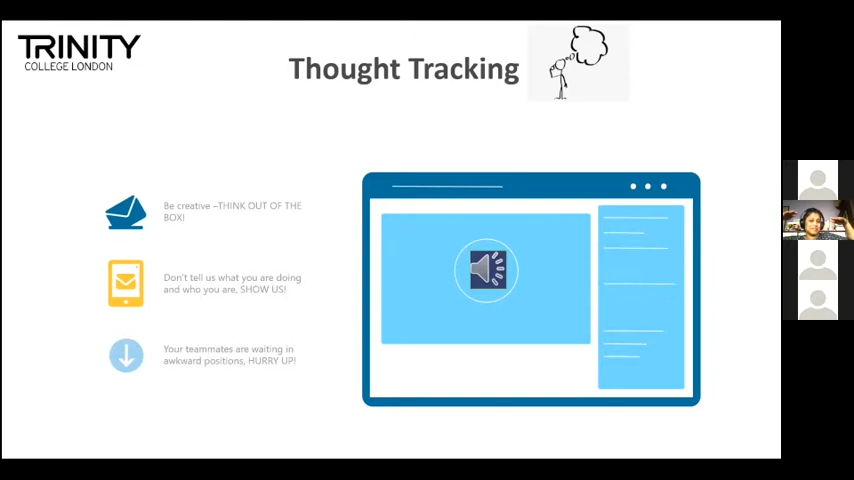 TRINITY
COLLEGE LONDON
Thought Tracking
Be creative –THINK OUT OF THE
BOX!
Don't tell us what you are doing
and who you are, SHOW US!
Your teammates are waiting in
awkward positions, HURRY UP!